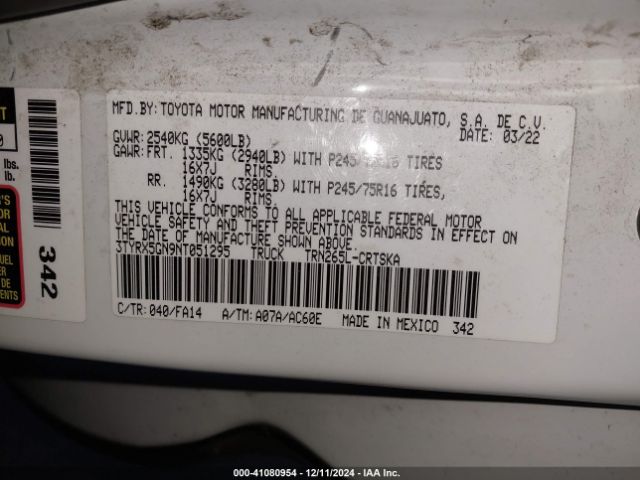 MFD.BY: TOYOTA MOTOR MANUFACTURING DE GUANAJUATO, S.A. DE C.V.
DATE: 03/22
GVWR: 2540KG (5600LB)
GAWR: FRT. 1335KG (2940LB) WITH P245/75R16 TIRES
16X7J RIMS,
RR. 1490KG (3280LB) WITH P245/75R16 TIRES,
16X7J RIMS,
THIS VEHICLE CONFORMS TO ALL APPLICABLE FEDERAL MOTOR
VEHICLE SAFETY AND THEFT PREVENTION STANDARDS IN EFFECT ON
THE DATE OF MANUFACTURE SHOWN ABOVE.
3TYRX5GN9NT051295 TRUCK TRN265L-CRTSKA
C/TR: 040/FA14 A/TM: A07A/AC60E MADE IN MEXICO 342
lbs.
lb.
342
000-41080954 - 12/11/2024 - IAA Inc.